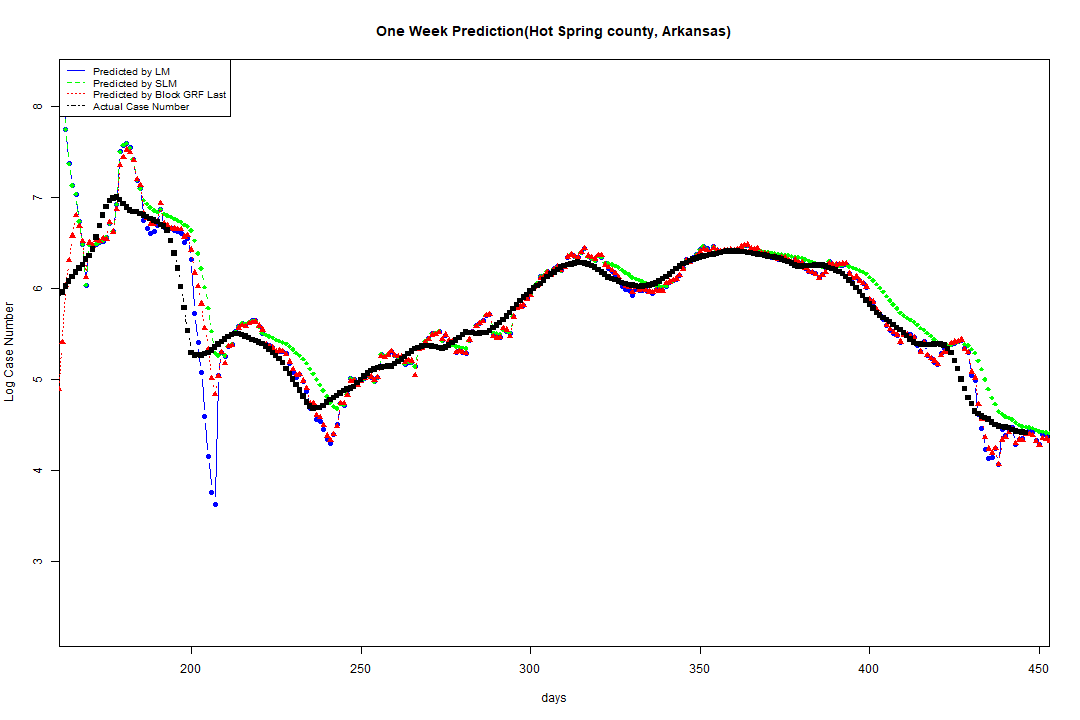 One Week Prediction(Hot Spring county, Arkansas)
Predicted by LM
Predicted by SLM
Predicted by Block GRF Last
Actual Case Number
8
7
6
5
4
3
Log Case Number
200 250 300 350 400 450
days